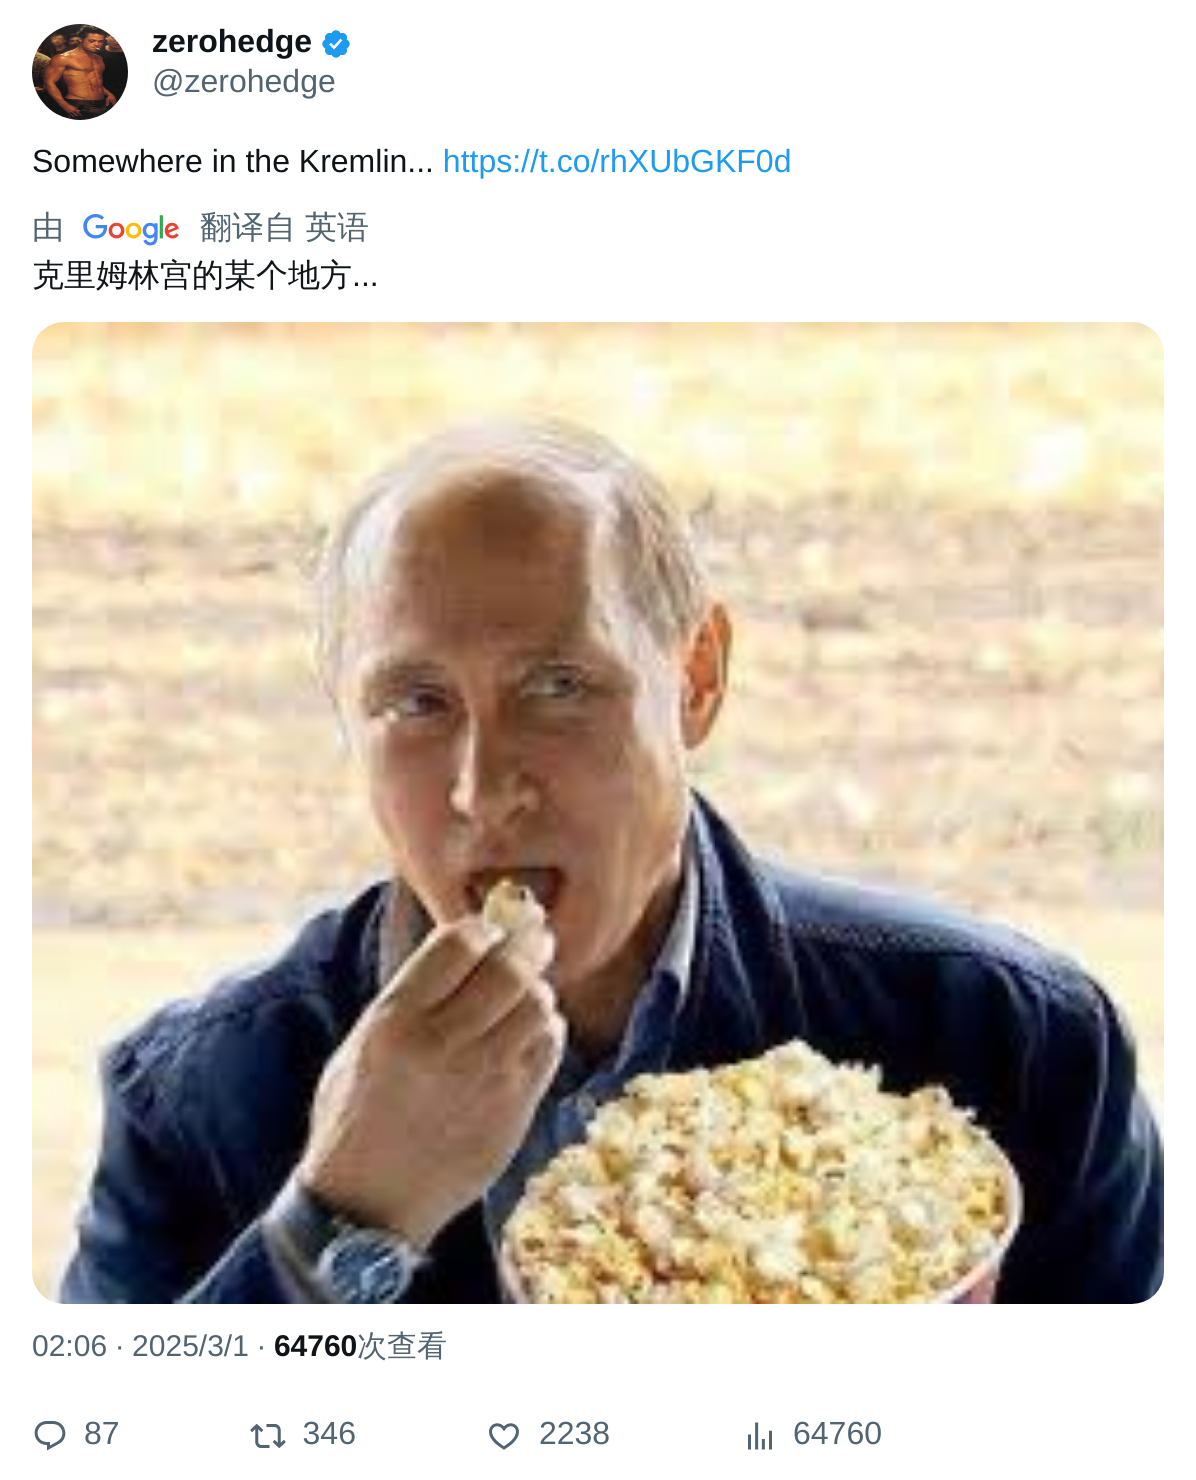 zerohedge
@zerohedge
Somewhere in the Kremlin... https://t.co/rhXUbGKF0d
由 Google 翻译自 英语
克里姆林宫的某个地方...
02:06 · 2025/3/1 · 64760次查看
87 346 2238 64760